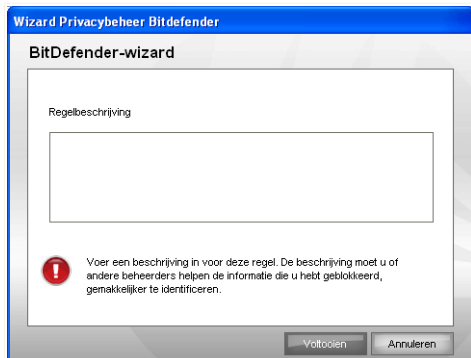 Wizard Privacybeheer Bitdefender
BitDefender-wizard
Regelbeschrijving
Voer een beschrijving in voor deze regel. De beschrijving moet u of
andere beheerders helpen de informatie die u hebt geblokkeerd,
gemakkelijker te identificeren.
Voltooien
Annuleren